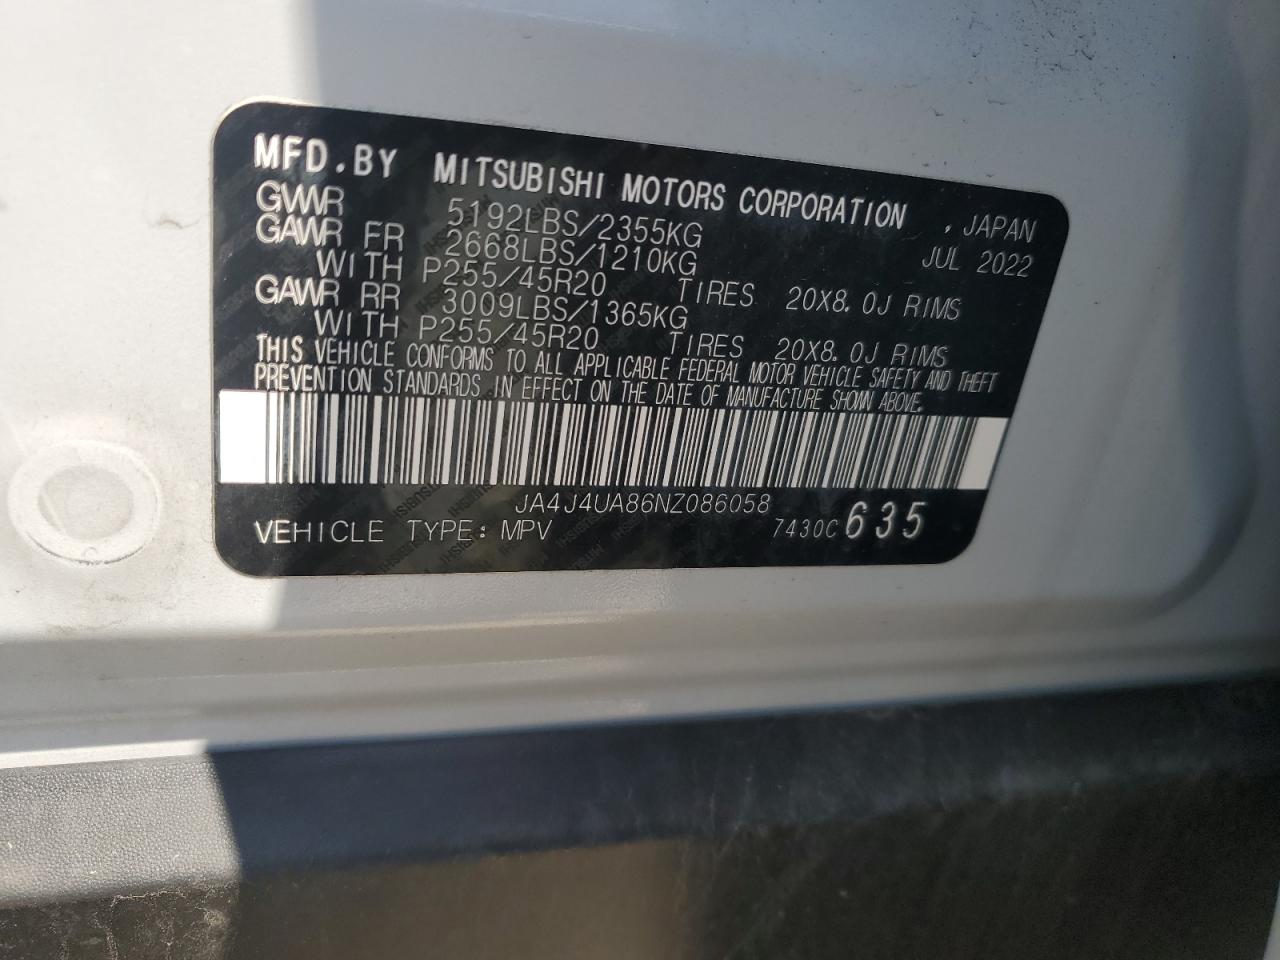 MFD.BY MITSUBISHI MOTORS CORPORATION , JAPAN
GVWR 5192LBS/2355KG JUL 2022
GAWR FR 2668LBS/1210KG
WITH P255/45R20 TIRES 20X8.0J RIMS
GAWR RR 3009LBS/1365KG
WITH P255/45R20 TIRES 20X8.0J RIMS
THIS VEHICLE CONFORMS TO ALL APPLICABLE FEDERAL MOTOR VEHICLE SAFETY AND THEFT
PREVENTION STANDARDS IN EFFECT ON THE DATE OF MANUFACTURE SHOWN ABOVE.
JA4J4UA86NZ086058
VEHICLE TYPE: MPV 7430C 635